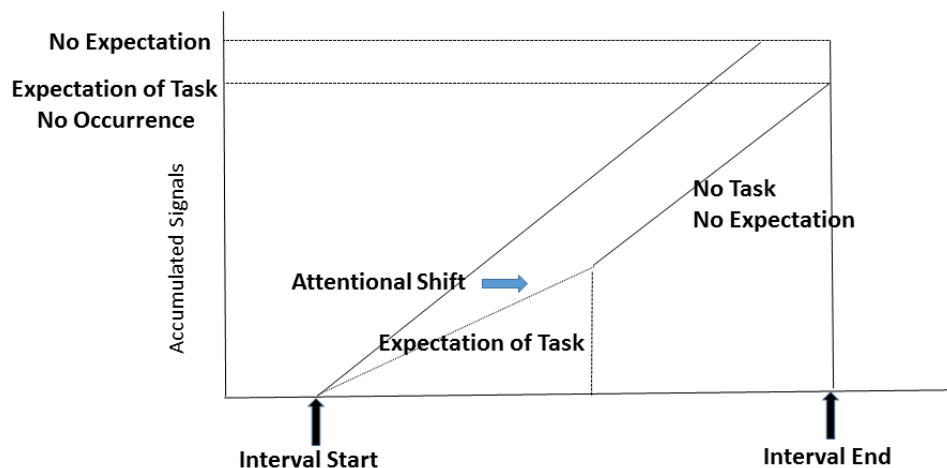 No Expectation
Expectation of Task
No Occurrence
Accumulated Signals
No Task
No Expectation
Attentional Shift
Expectation of Task
Interval Start
Interval End